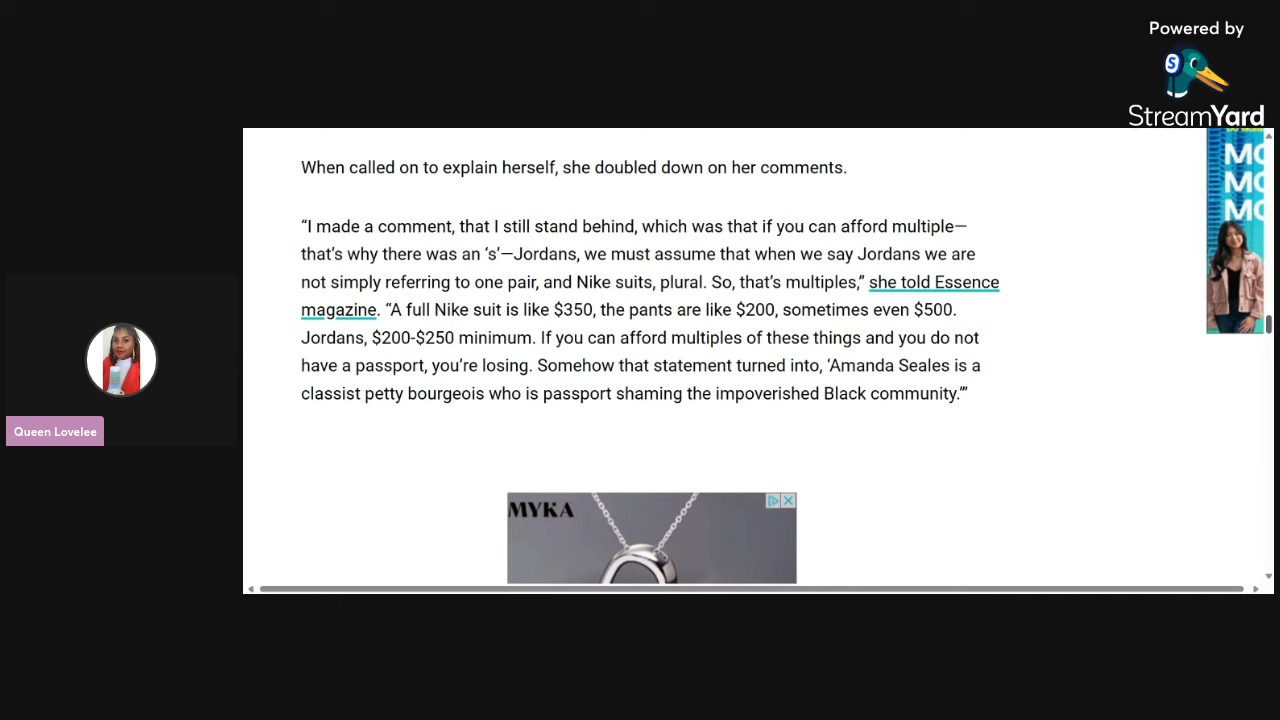 Powered by
S
StreamYard
When called on to explain herself, she doubled down on her comments.
“I made a comment, that I still stand behind, which was that if you can afford multiple—
that’s why there was an ‘s’—Jordans, we must assume that when we say Jordans we are
not simply referring to one pair, and Nike suits, plural. So, that’s multiples,” she told Essence
magazine. “A full Nike suit is like $350, the pants are like $200, sometimes even $500.
Jordans, $200-$250 minimum. If you can afford multiples of these things and you do not
have a passport, you’re losing. Somehow that statement turned into, ‘Amanda Seales is a
classist petty bourgeois who is passport shaming the impoverished Black community.’”
Queen Lovelee
MYKA